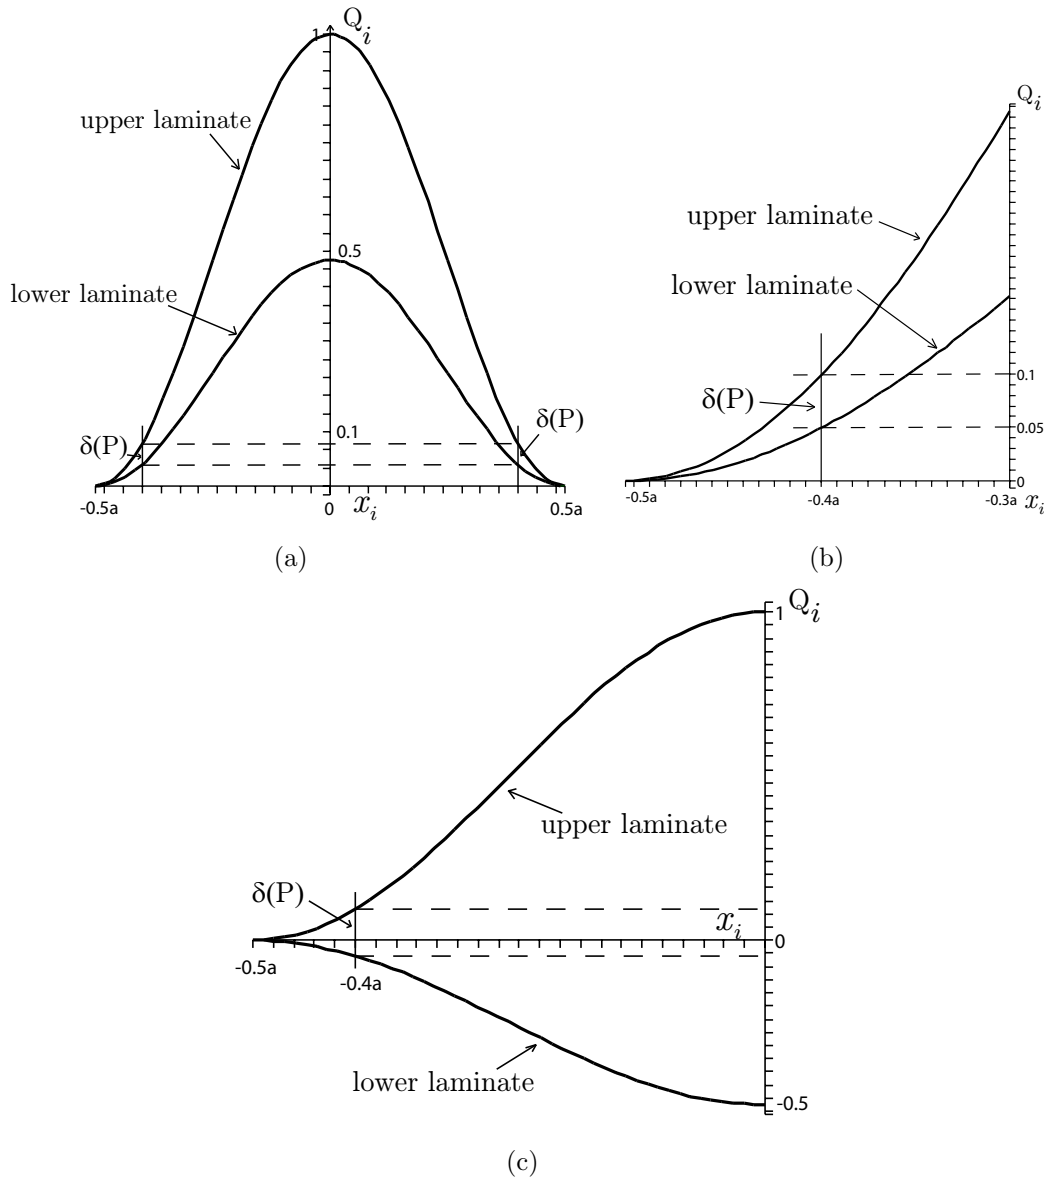 Q_i
1
upper laminate
0.5
lower laminate
0.1
δ(P)
δ(P)
-0.5a
0
x_i
0.5a
(a)
Q_i
upper laminate
lower laminate
0.1
δ(P)
0.05
0
-0.5a
-0.4a
-0.3a
x_i
(b)
Q_i
1
upper laminate
δ(P)
x_i
0
-0.5a
-0.4a
lower laminate
-0.5
(c)